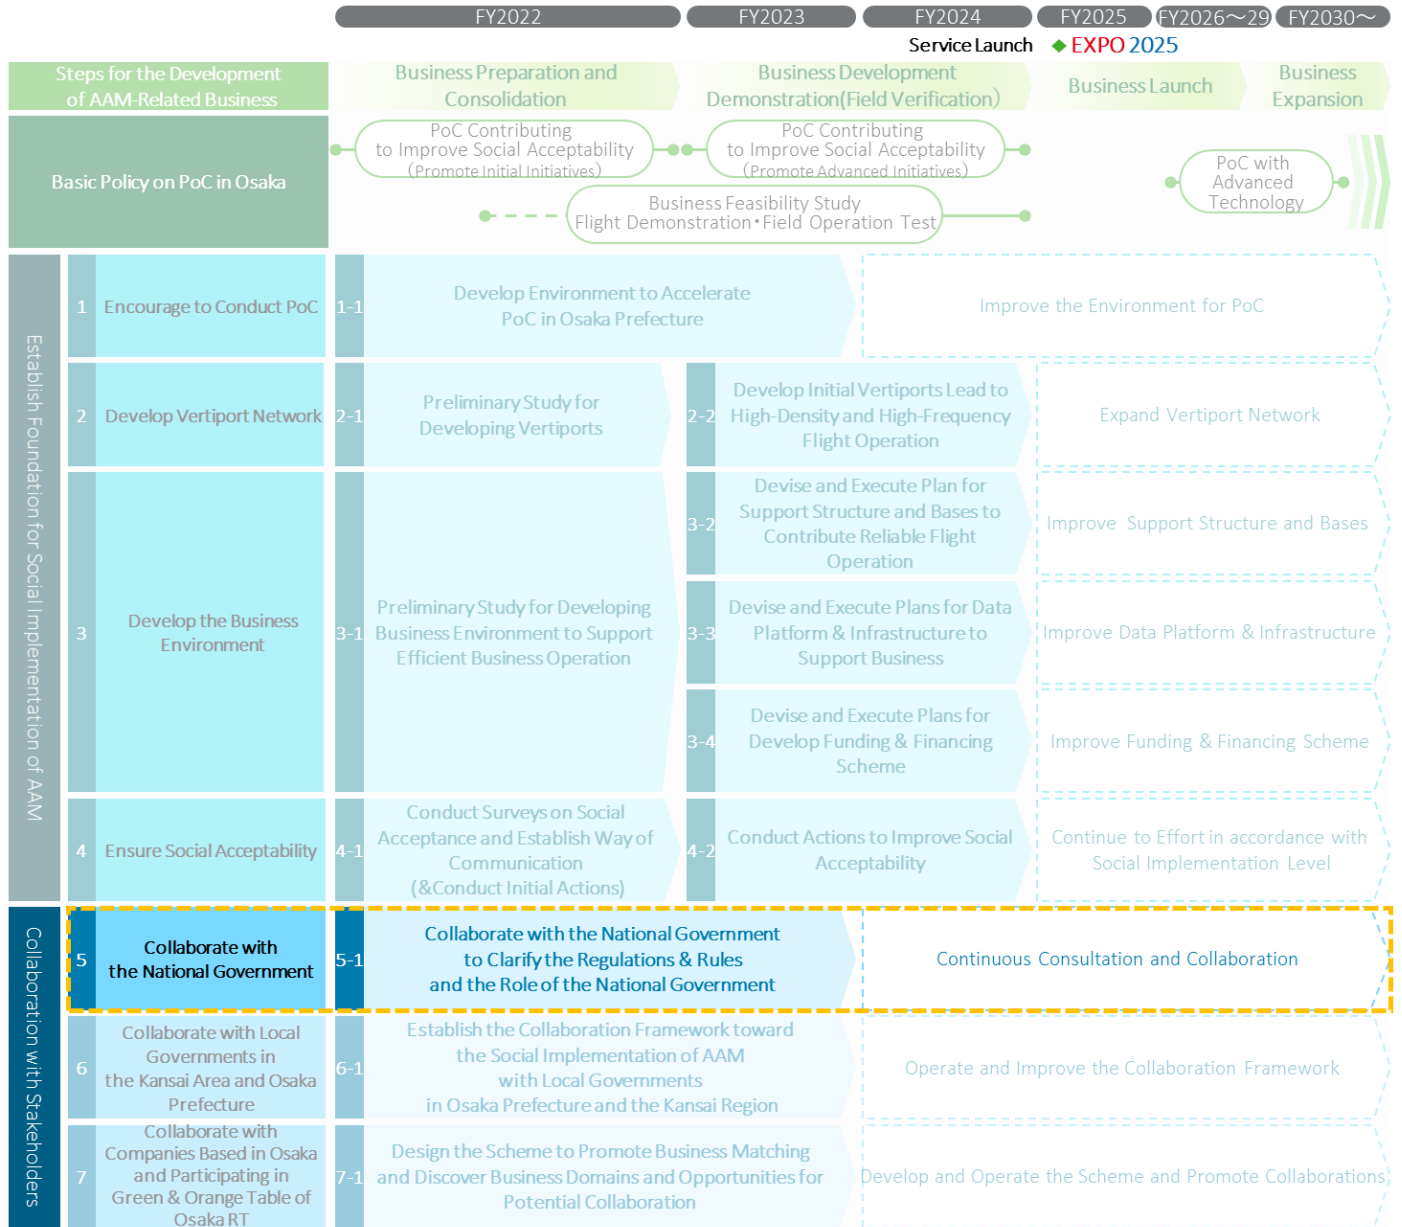 FY2022
FY2023
FY2024
FY2025
FY2026～29
FY2030～
Service Launch
◆ EXPO 2025
Steps for the Development
of AAM-Related Business
Business Preparation and
Consolidation
Business Development
Demonstration(Field Verification）
Business Launch
Business
Expansion
Basic Policy on PoC in Osaka
PoC Contributing
to Improve Social Acceptability
（Promote Initial Initiatives）
PoC Contributing
to Improve Social Acceptability
（Promote Advanced Initiatives）
Business Feasibility Study
Flight Demonstration・Field Operation Test
PoC with
Advanced
Technology
Establish Foundation for Social Implementation of AAM
1
Encourage to Conduct PoC
1-1
Develop Environment to Accelerate
PoC in Osaka Prefecture
Improve the Environment for PoC
2
Develop Vertiport Network
2-1
Preliminary Study for
Developing Vertiports
2-2
Develop Initial Vertiports Lead to
High-Density and High-Frequency
Flight Operation
Expand Vertiport Network
3
Develop the Business
Environment
3-1
Preliminary Study for Developing
Business Environment to Support
Efficient Business Operation
3-2
Devise and Execute Plan for
Support Structure and Bases to
Contribute Reliable Flight
Operation
Improve Support Structure and Bases
3-3
Devise and Execute Plans for Data
Platform & Infrastructure to
Support Business
Improve Data Platform & Infrastructure
3-4
Devise and Execute Plans for
Develop Funding & Financing
Scheme
Improve Funding & Financing Scheme
4
Ensure Social Acceptability
4-1
Conduct Surveys on Social
Acceptance and Establish Way of
Communication
(&Conduct Initial Actions)
4-2
Conduct Actions to Improve Social
Acceptability
Continue to Effort in accordance with
Social Implementation Level
Collaboration with Stakeholders
5
Collaborate with
the National Government
5-1
Collaborate with the National Government
to Clarify the Regulations & Rules
and the Role of the National Government
Continuous Consultation and Collaboration
6
Collaborate with Local
Governments in
the Kansai Area and Osaka
Prefecture
6-1
Establish the Collaboration Framework toward
the Social Implementation of AAM
with Local Governments
in Osaka Prefecture and the Kansai Region
Operate and Improve the Collaboration Framework
7
Collaborate with
Companies Based in Osaka
and Participating in
Green & Orange Table of
Osaka RT
7-1
Design the Scheme to Promote Business Matching
and Discover Business Domains and Opportunities for
Potential Collaboration
Develop and Operate the Scheme and Promote Collaborations